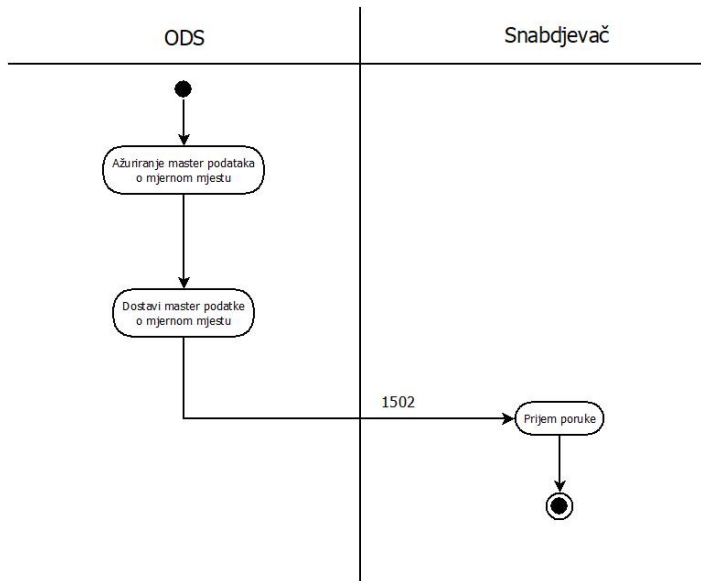 ODS
Snabdjevač
Ažuriranje master podataka
o mjernom mjestu
Dostavi master podatke
o mjernom mjestu
1502
Prijem poruke